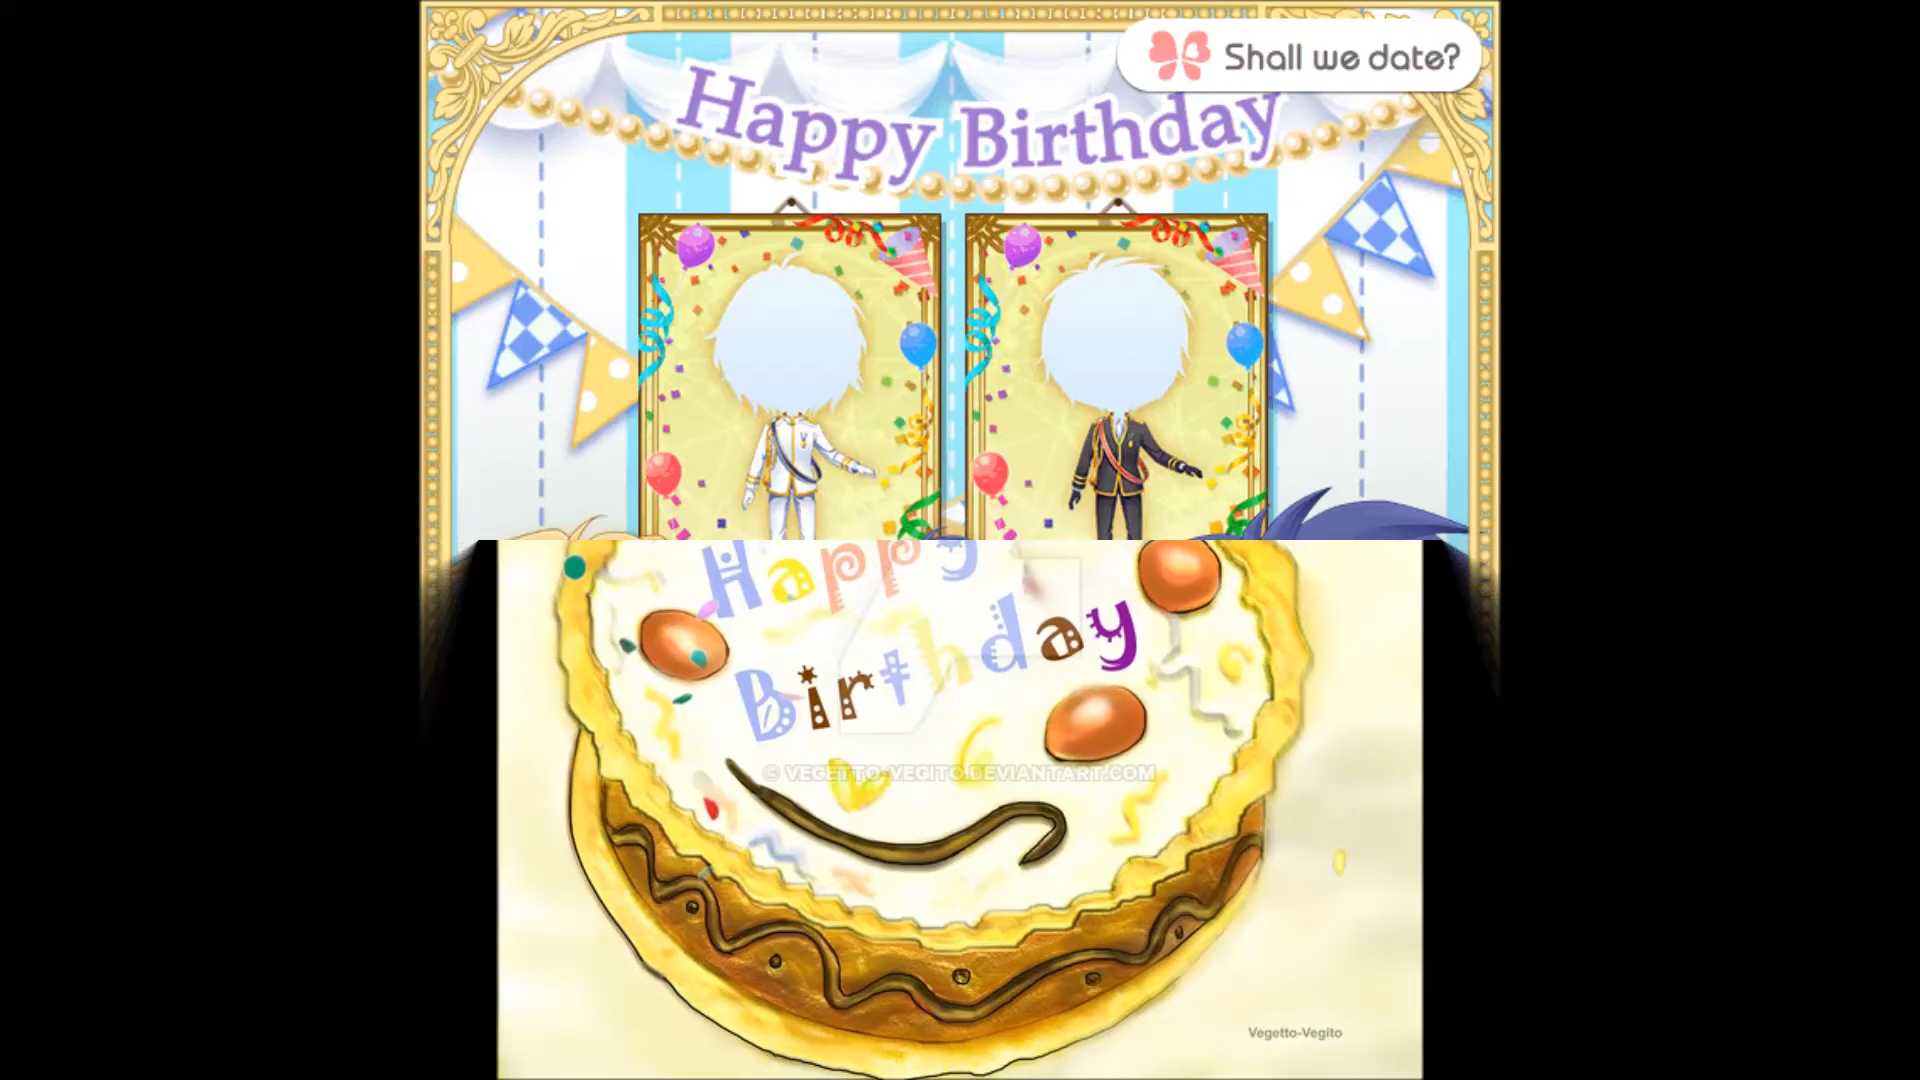 Shall we date?
Happy Birthday
Happy
Birthday
© VEGETTO-VEGITO.DEVIANTART.COM
Vegetto-Vegito